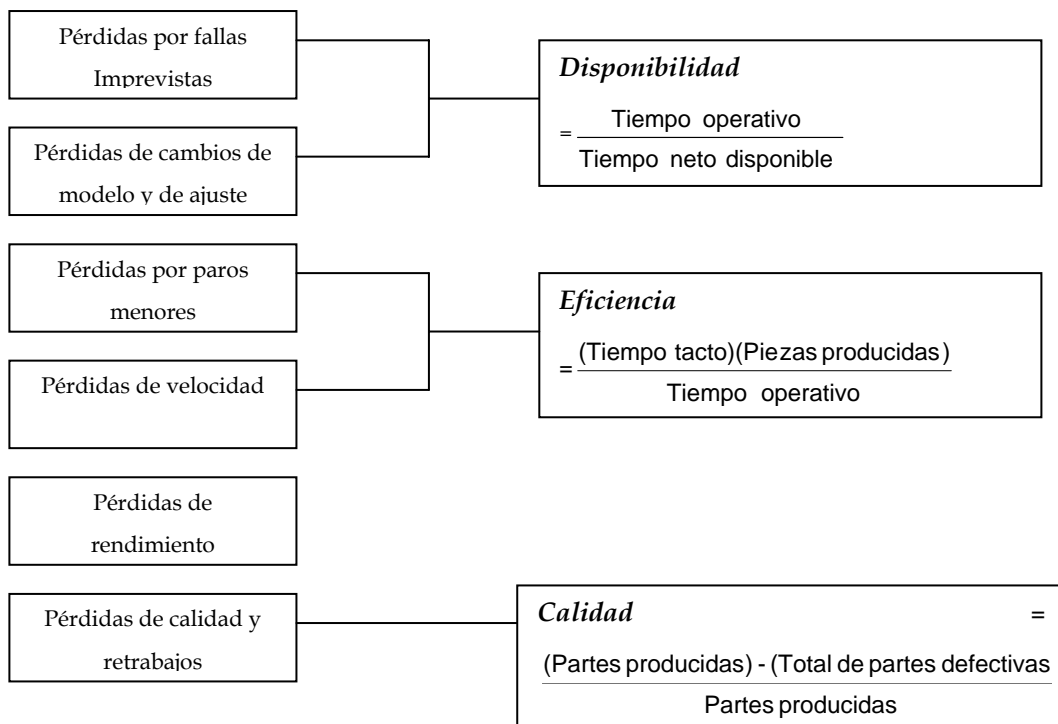 Pérdidas por fallas
Imprevistas
Pérdidas de cambios de
modelo y de ajuste
Disponibilidad
= Tiempo operativo
Tiempo neto disponible
Pérdidas por paros
menores
Pérdidas de velocidad
Eficiencia
= (Tiempo tacto)(Piezas producidas)
Tiempo operativo
Pérdidas de
rendimiento
Pérdidas de calidad y
retrabajos
Calidad =
(Partes producidas) - (Total de partes defectivas
Partes producidas